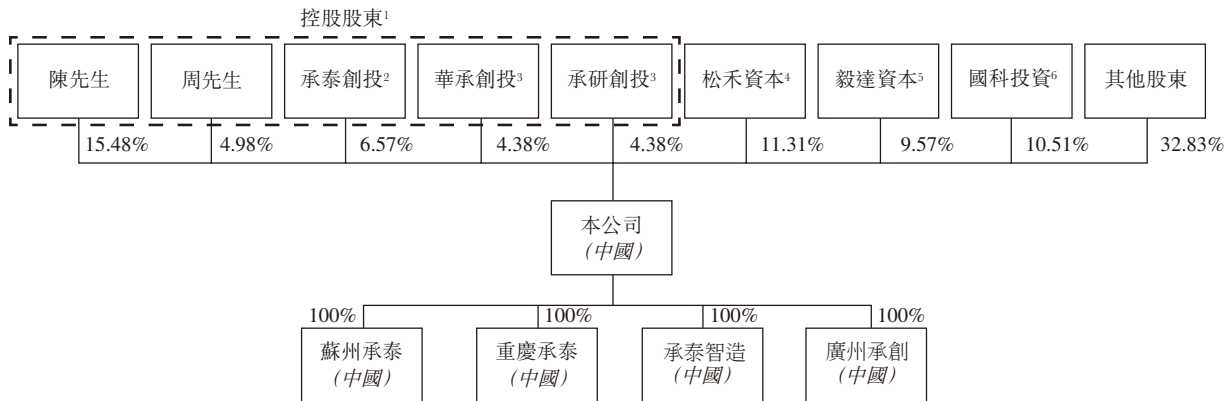 控股股東1
陳先生
周先生
承泰創投2
華承創投3
承研創投3
松禾資本4
毅達資本5
國科投資6
其他股東
15.48%
4.98%
6.57%
4.38%
4.38%
11.31%
9.57%
10.51%
32.83%
本公司
(中國)
100%
100%
100%
100%
蘇州承泰
(中國)
重慶承泰
(中國)
承泰智造
(中國)
廣州承創
(中國)